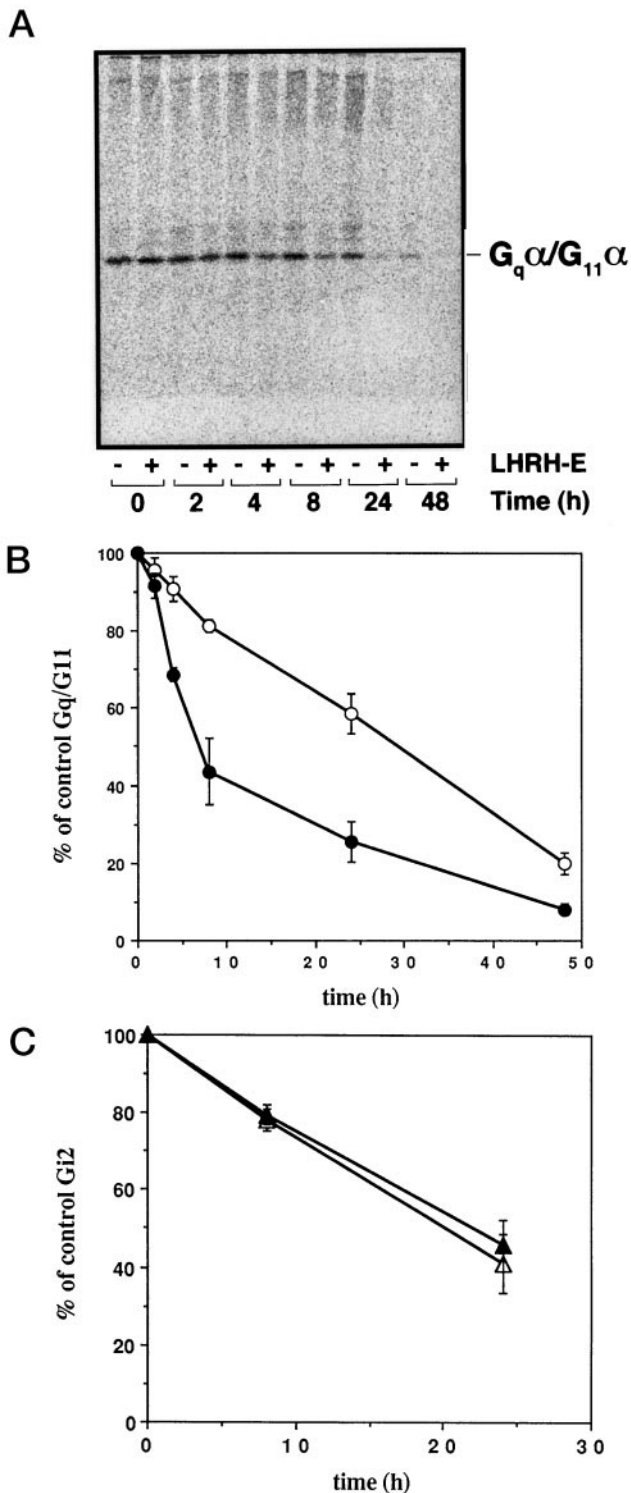 A
– Gqα/G11α
- + - + - + - + - + - + LHRH-E
0 2 4 8 24 48 Time (h)
B
% of control Gq/G11
100
80
60
40
20
0
0 10 20 30 40 50
time (h)
C
% of control Gi2
100
80
60
40
20
0
0 10 20 30
time (h)